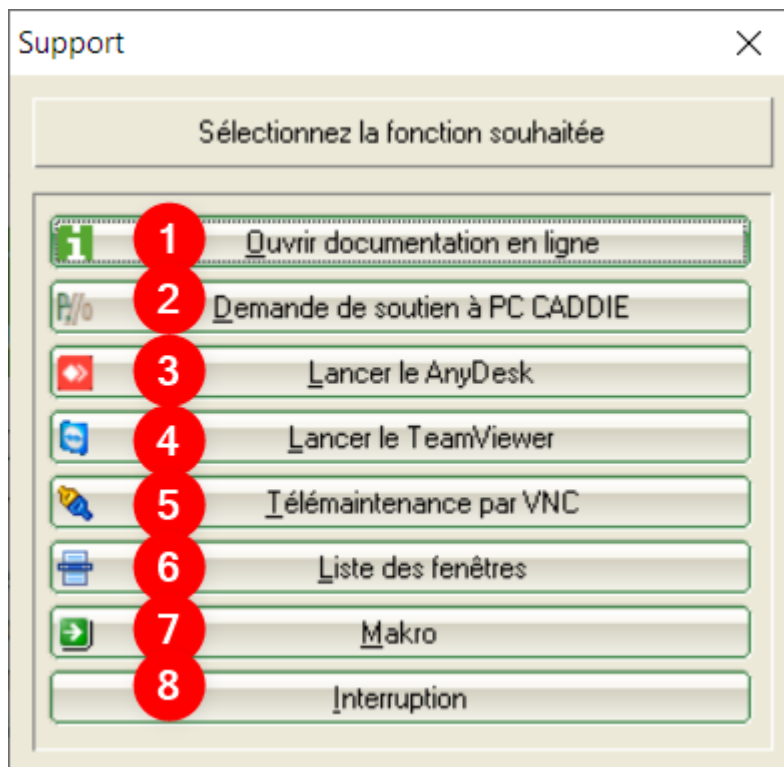 Support
Sélectionnez la fonction souhaitée
1 Ouvrir documentation en ligne
2 Demande de soutien à PC CADDIE
3 Lancer le AnyDesk
4 Lancer le TeamViewer
5 Télémaintenance par VNC
6 Liste des fenêtres
7 Makro
8 Interruption